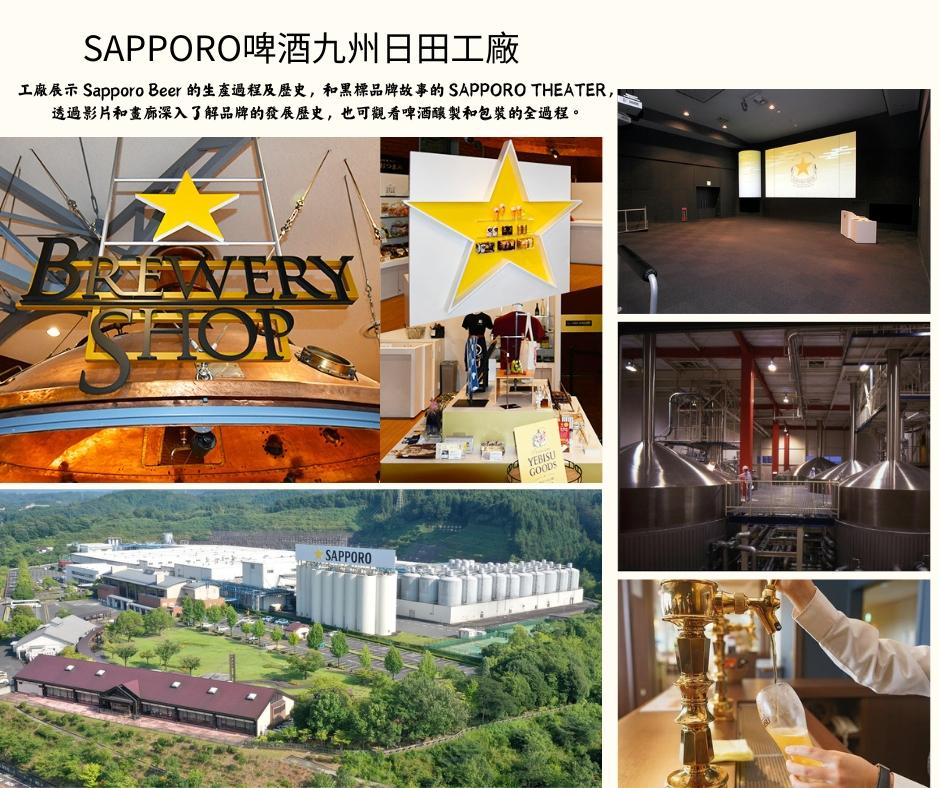 SAPPORO啤酒九州日田工廠
工廠展示 Sapporo Beer 的生產過程及歷史，和黑標品牌故事的 SAPPORO THEATER，
透過影片和畫廊深入了解品牌的發展歷史，也可觀看啤酒釀製和包裝的全過程。
BREWERY
SHOP
YEBISU
GOODS
SAPPORO